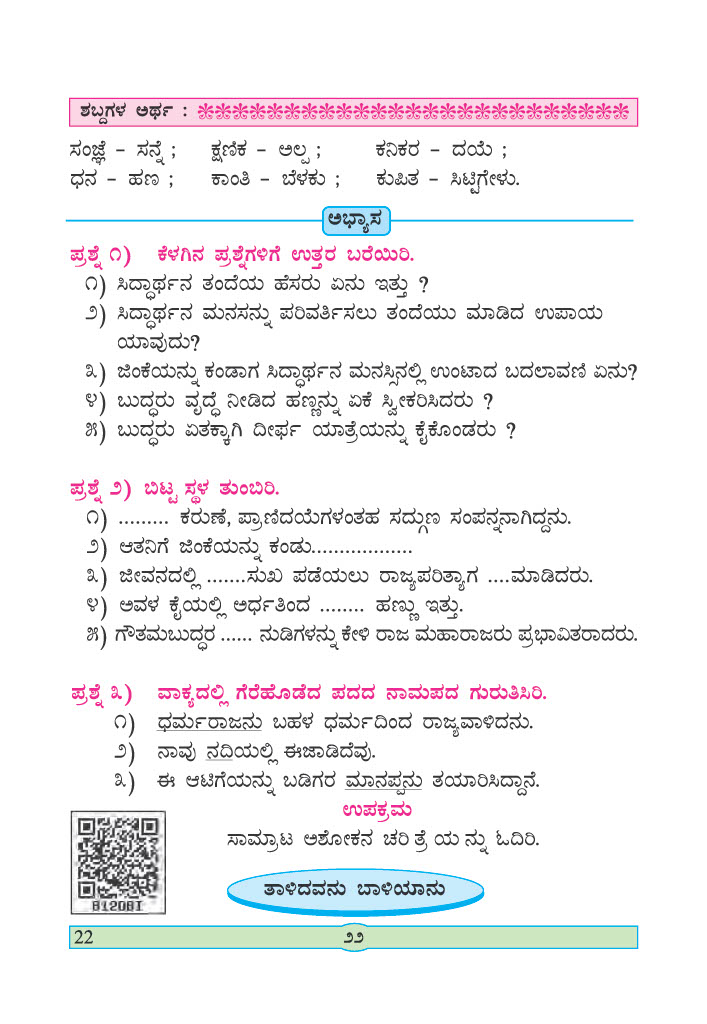 ಶಬ್ದಗಳ ಅರ್ಥ :
ಸಂಜ್ಞೆ – ಸನ್ನೆ ; ಕ್ಷಣಿಕ – ಅಲ್ಪ ; ಕನಿಕರ – ದಯೆ ;
ಧನ – ಹಣ ; ಕಾಂತಿ – ಬೆಳಕು ; ಕುಪಿತ – ಸಿಟ್ಟಿಗೇಳು.
ಅಭ್ಯಾಸ
ಪ್ರಶ್ನೆ ೧) ಕೆಳಗಿನ ಪ್ರಶ್ನೆಗಳಿಗೆ ಉತ್ತರ ಬರೆಯಿರಿ.
೧) ಸಿದ್ಧಾರ್ಥನ ತಂದೆಯ ಹೆಸರು ಏನು ಇತ್ತು ?
೨) ಸಿದ್ಧಾರ್ಥನ ಮನಸನ್ನು ಪರಿವರ್ತಿಸಲು ತಂದೆಯು ಮಾಡಿದ ಉಪಾಯ
ಯಾವುದು?
೩) ಜಿಂಕೆಯನ್ನು ಕಂಡಾಗ ಸಿದ್ಧಾರ್ಥನ ಮನಸ್ಸಿನಲ್ಲಿ ಉಂಟಾದ ಬದಲಾವಣೆ ಏನು?
೪) ಬುದ್ಧರು ವೃದ್ಧೆ ನೀಡಿದ ಹಣ್ಣನ್ನು ಏಕೆ ಸ್ವೀಕರಿಸಿದರು ?
೫) ಬುದ್ಧರು ಏತಕ್ಕಾಗಿ ದೀರ್ಘ ಯಾತ್ರೆಯನ್ನು ಕೈಕೊಂಡರು ?
ಪ್ರಶ್ನೆ ೨) ಬಿಟ್ಟ ಸ್ಥಳ ತುಂಬಿರಿ.
೧) ......... ಕರುಣೆ, ಪ್ರಾಣಿದಯೆಗಳಂತಹ ಸದ್ಗುಣ ಸಂಪನ್ನನಾಗಿದ್ದನು.
೨) ಆತನಿಗೆ ಜಿಂಕೆಯನ್ನು ಕಂಡು..................
೩) ಜೀವನದಲ್ಲಿ .......ಸುಖ ಪಡೆಯಲು ರಾಜ್ಯಪರಿತ್ಯಾಗ ....ಮಾಡಿದರು.
೪) ಅವಳ ಕೈಯಲ್ಲಿ ಅರ್ಧತಿಂದ ........ ಹಣ್ಣು ಇತ್ತು.
೫) ಗೌತಮಬುದ್ಧರ ...... ನುಡಿಗಳನ್ನು ಕೇಳಿ ರಾಜ ಮಹಾರಾಜರು ಪ್ರಭಾವಿತರಾದರು.
ಪ್ರಶ್ನೆ ೩) ವಾಕ್ಯದಲ್ಲಿ ಗೆರೆಹೊಡೆದ ಪದದ ನಾಮಪದ ಗುರುತಿಸಿರಿ.
೧) ಧರ್ಮರಾಜನು ಬಹಳ ಧರ್ಮದಿಂದ ರಾಜ್ಯವಾಳಿದನು.
೨) ನಾವು ನದಿಯಲ್ಲಿ ಈಜಾಡಿದೆವು.
೩) ಈ ಆಟಿಗೆಯನ್ನು ಬಡಿಗರ ಮಾನಪ್ಪನು ತಯಾರಿಸಿದ್ದಾನೆ.
ಉಪಕ್ರಮ
ಸಾಮ್ರಾಟ ಅಶೋಕನ ಚರಿ ತ್ರೆ ಯ ನ್ನು ಓದಿರಿ.
B1206I
ತಾಳಿದವನು ಬಾಳಿಯಾನು
22 ೨೨